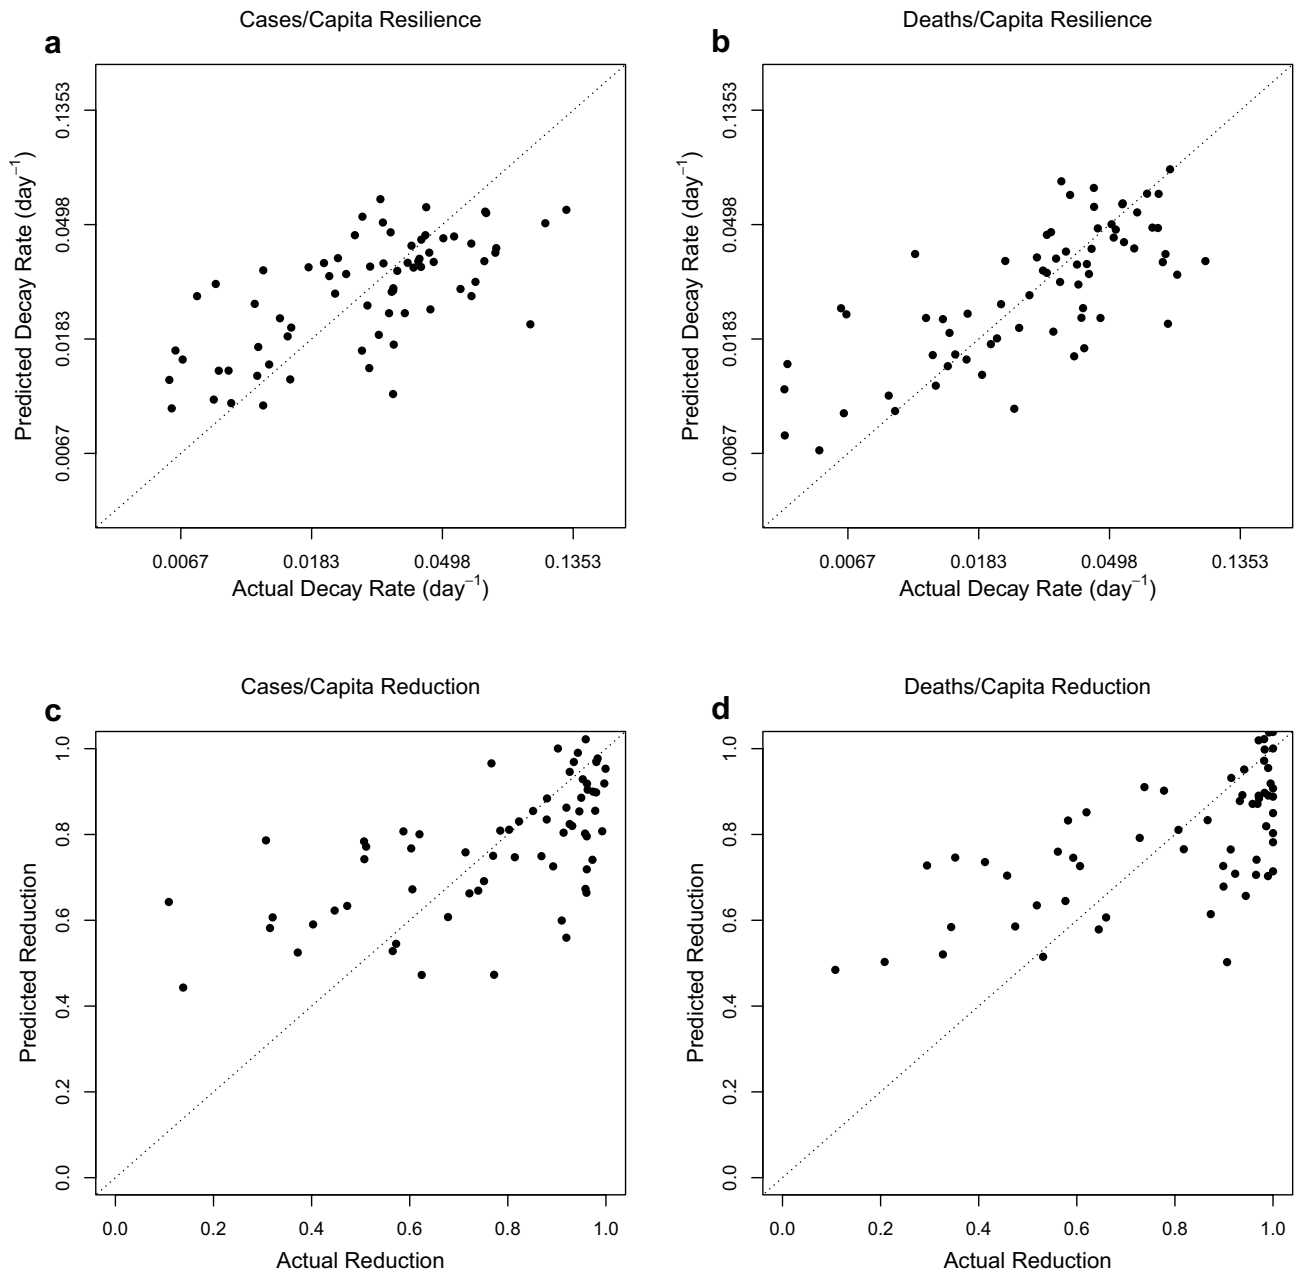 Cases/Capita Resilience
a
Predicted Decay Rate (day⁻¹)
0.1353
0.0498
0.0183
0.0067
0.0067 0.0183 0.0498 0.1353
Actual Decay Rate (day⁻¹)
Deaths/Capita Resilience
b
Predicted Decay Rate (day⁻¹)
0.1353
0.0498
0.0183
0.0067
0.0067 0.0183 0.0498 0.1353
Actual Decay Rate (day⁻¹)
Cases/Capita Reduction
c
Predicted Reduction
1.0
0.8
0.6
0.4
0.2
0.0
0.0 0.2 0.4 0.6 0.8 1.0
Actual Reduction
Deaths/Capita Reduction
d
Predicted Reduction
1.0
0.8
0.6
0.4
0.2
0.0
0.0 0.2 0.4 0.6 0.8 1.0
Actual Reduction